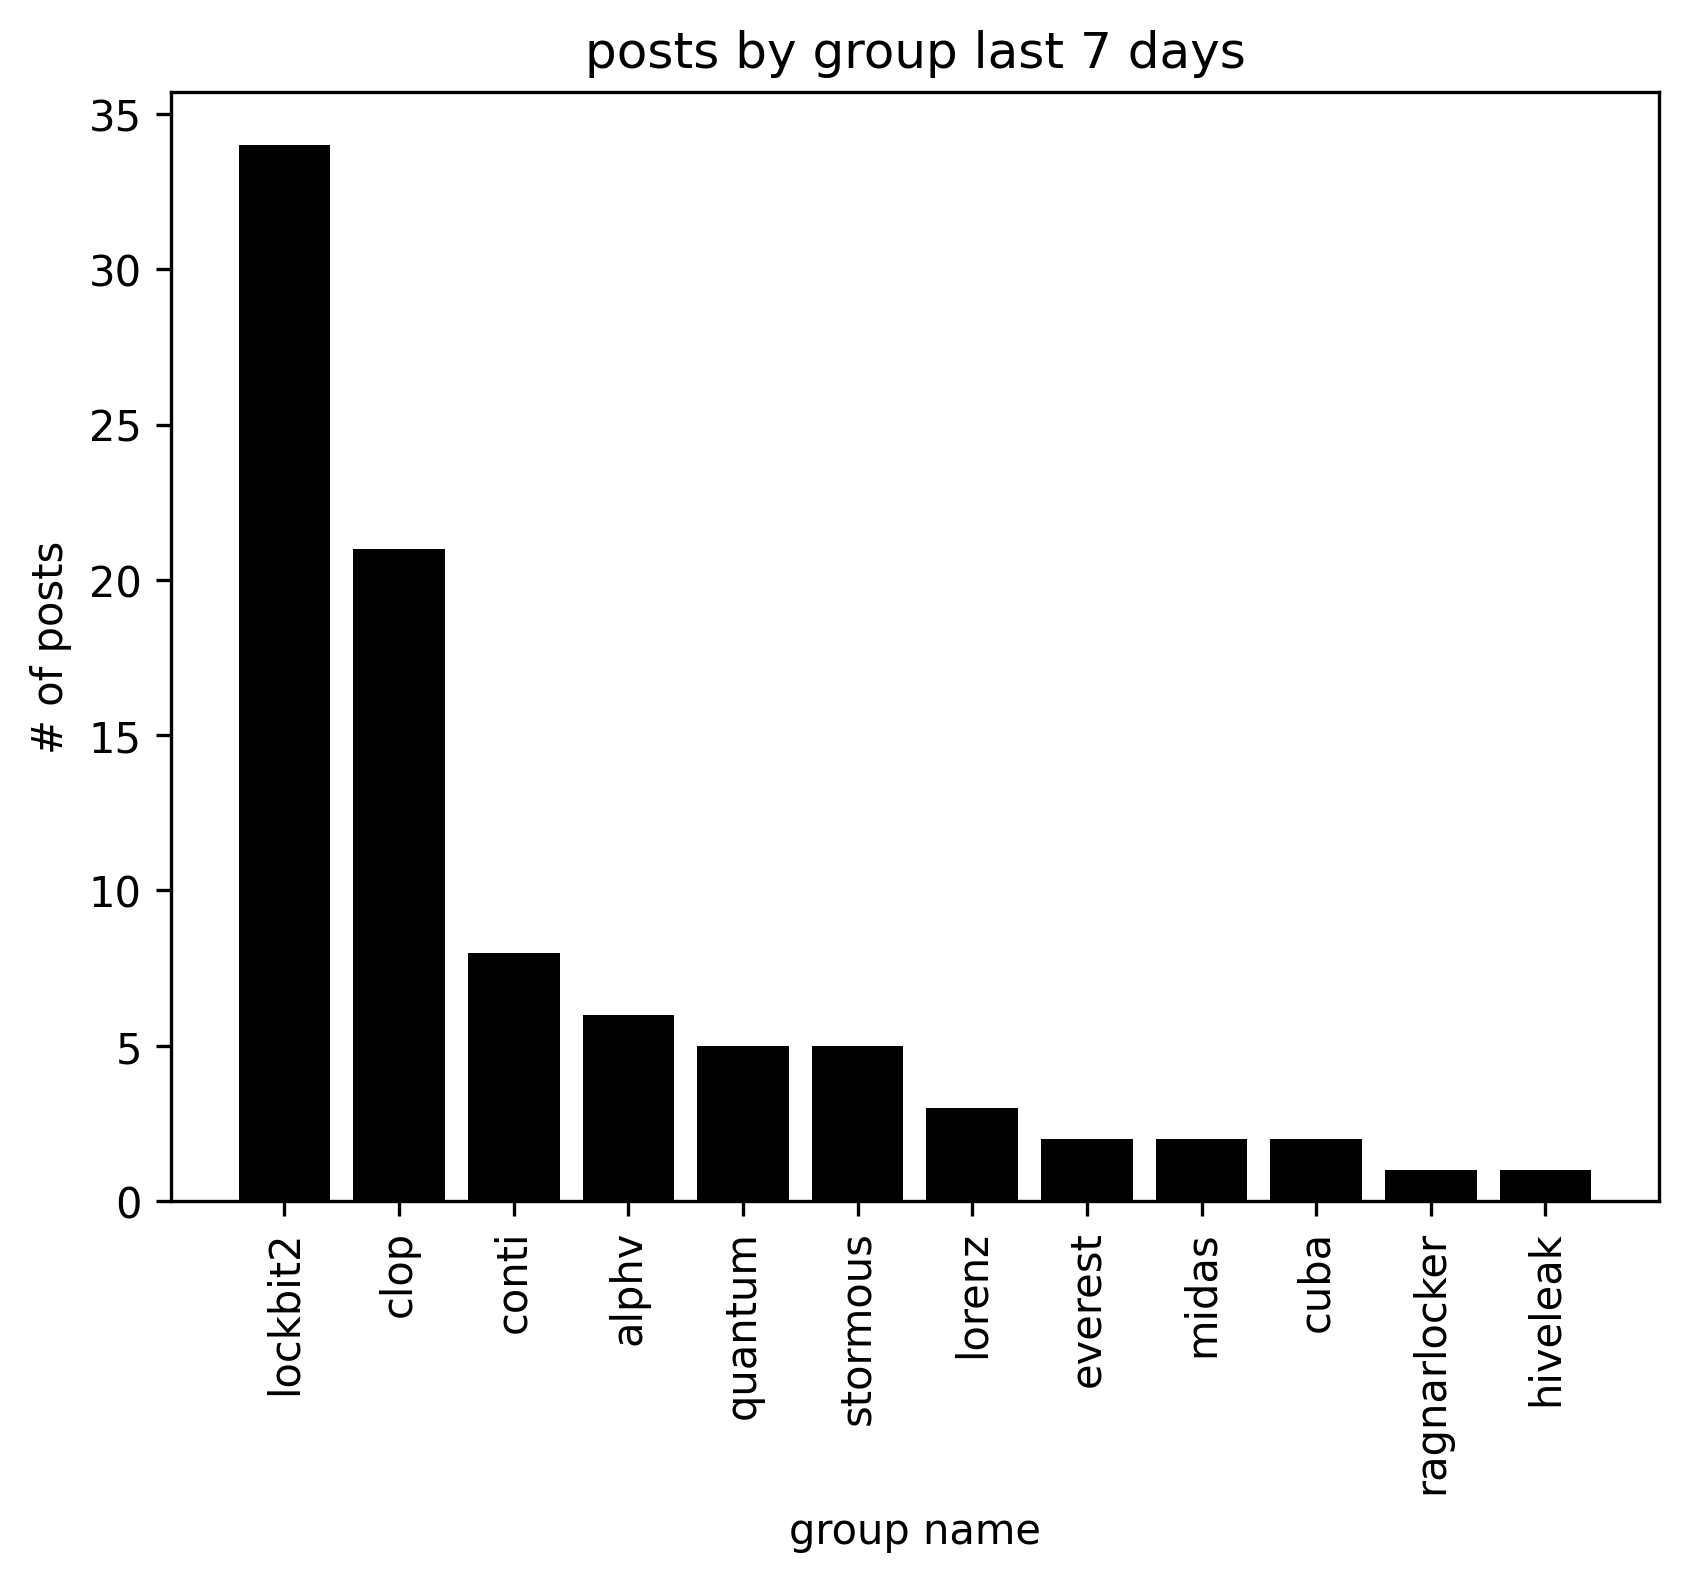 posts by group last 7 days
35
30
25
20
15
10
5
0
# of posts
lockbit2
clop
conti
alphv
quantum
stormous
lorenz
everest
midas
cuba
ragnarlocker
hiveleak
group name